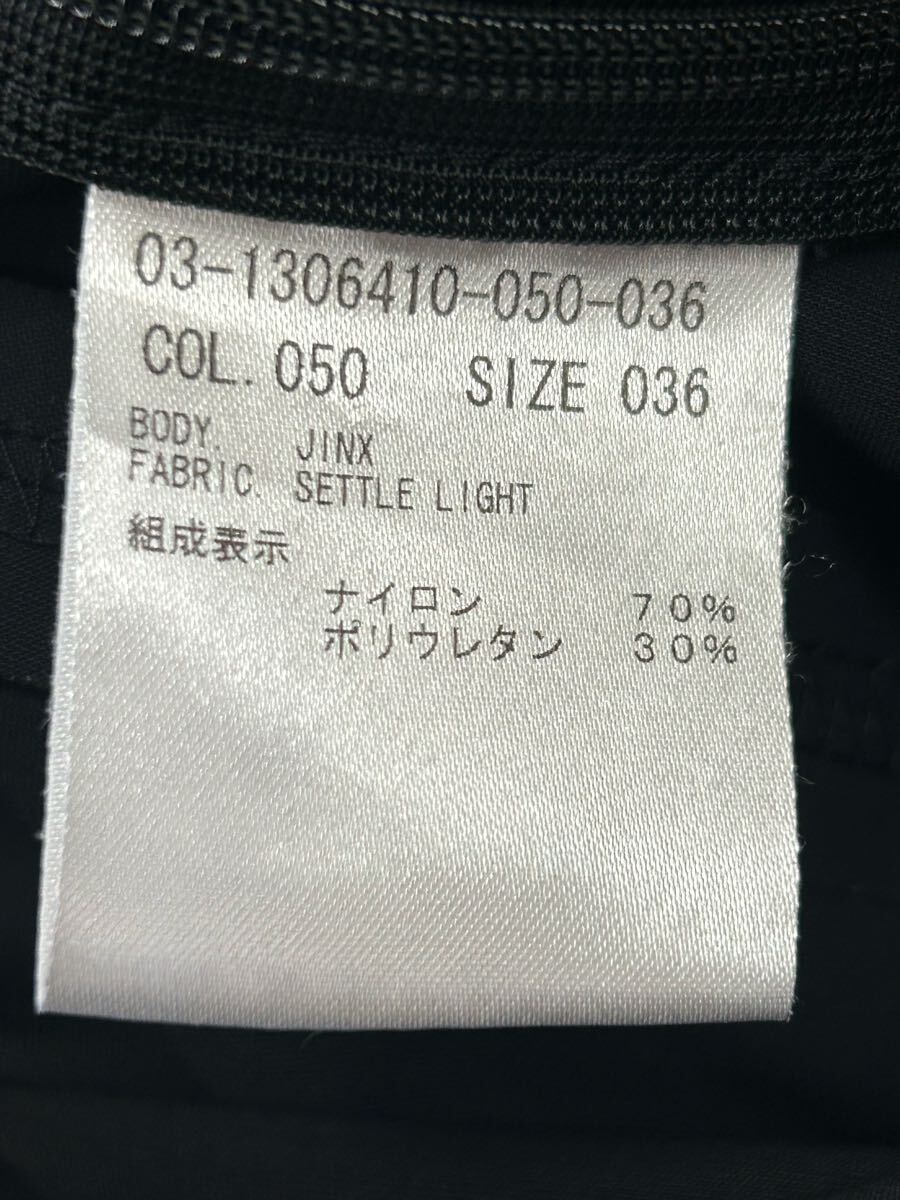 03-1306410-050-036
COL. 050 SIZE 036
BODY. JINX
FABRIC. SETTLE LIGHT
組成表示
ナイロン 70%
ポリウレタン 30%